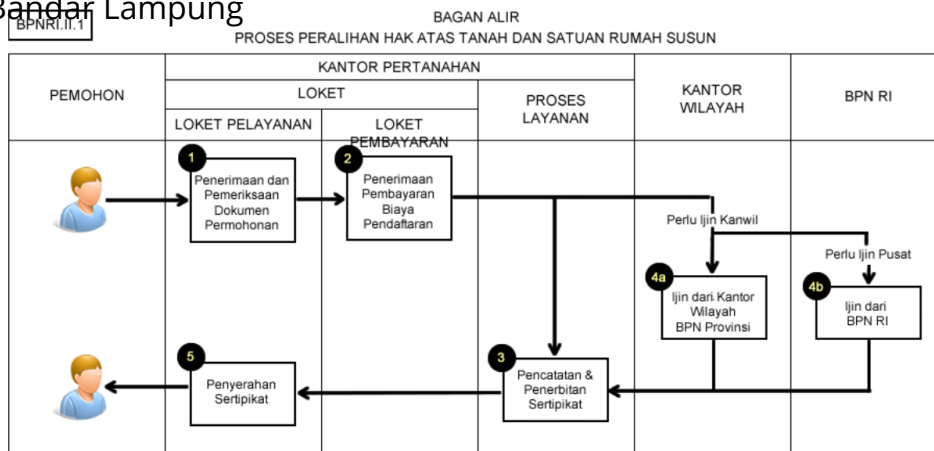 Bandar Lampung
BPNRI.II.1
BAGAN ALIR
PROSES PERALIHAN HAK ATAS TANAH DAN SATUAN RUMAH SUSUN
PEMOHON
KANTOR PERTANAHAN
LOKET
LOKET PELAYANAN
LOKET
PEMBAYARAN
PROSES
LAYANAN
KANTOR
WILAYAH
BPN RI
1
Penerimaan dan
Pemeriksaan
Dokumen
Permohonan
2
Penerimaan
Pembayaran
Biaya
Pendaftaran
Perlu Ijin Kanwil
Perlu Ijin Pusat
4a
Ijin dari Kantor
Wilayah
BPN Provinsi
4b
Ijin dari
BPN RI
5
Penyerahan
Sertipikat
3
Pencatatan &
Penerbitan
Sertipikat